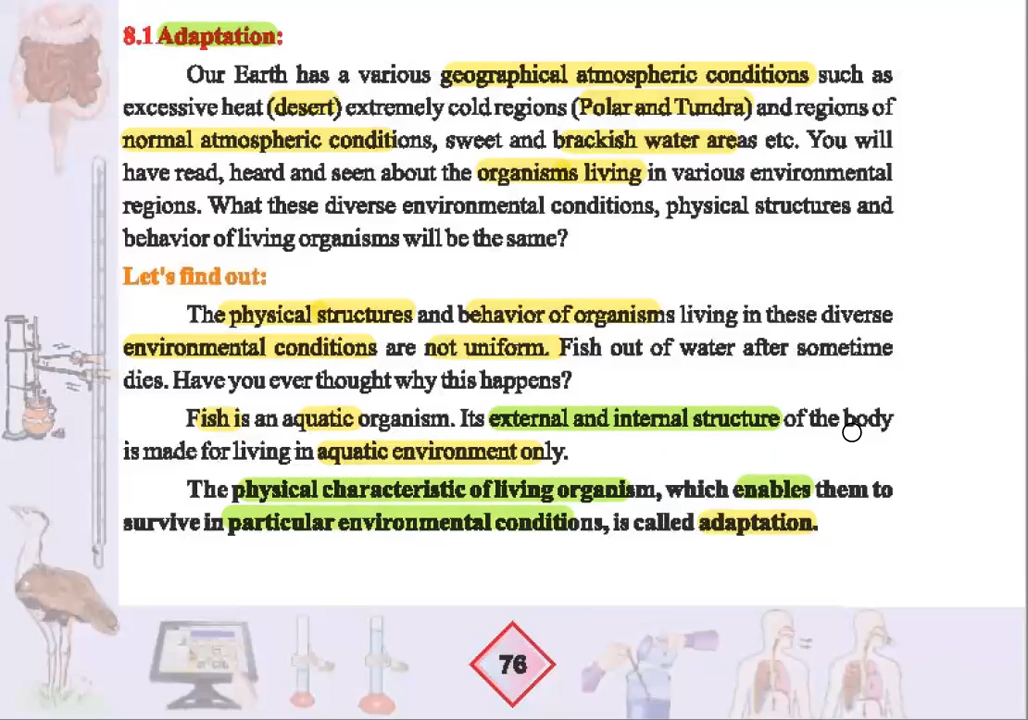 8.1 Adaptation:
Our Earth has a various geographical atmospheric conditions such as
excessive heat (desert) extremely cold regions (Polar and Tundra) and regions of
normal atmospheric conditions, sweet and brackish water areas etc. You will
have read, heard and seen about the organisms living in various environmental
regions. What these diverse environmental conditions, physical structures and
behavior of living organisms will be the same?
Let's find out:
The physical structures and behavior of organisms living in these diverse
environmental conditions are not uniform. Fish out of water after sometime
dies. Have you ever thought why this happens?
Fish is an aquatic organism. Its external and internal structure of the body
is made for living in aquatic environment only.
The physical characteristic of living organism, which enables them to
survive in particular environmental conditions, is called adaptation.
76